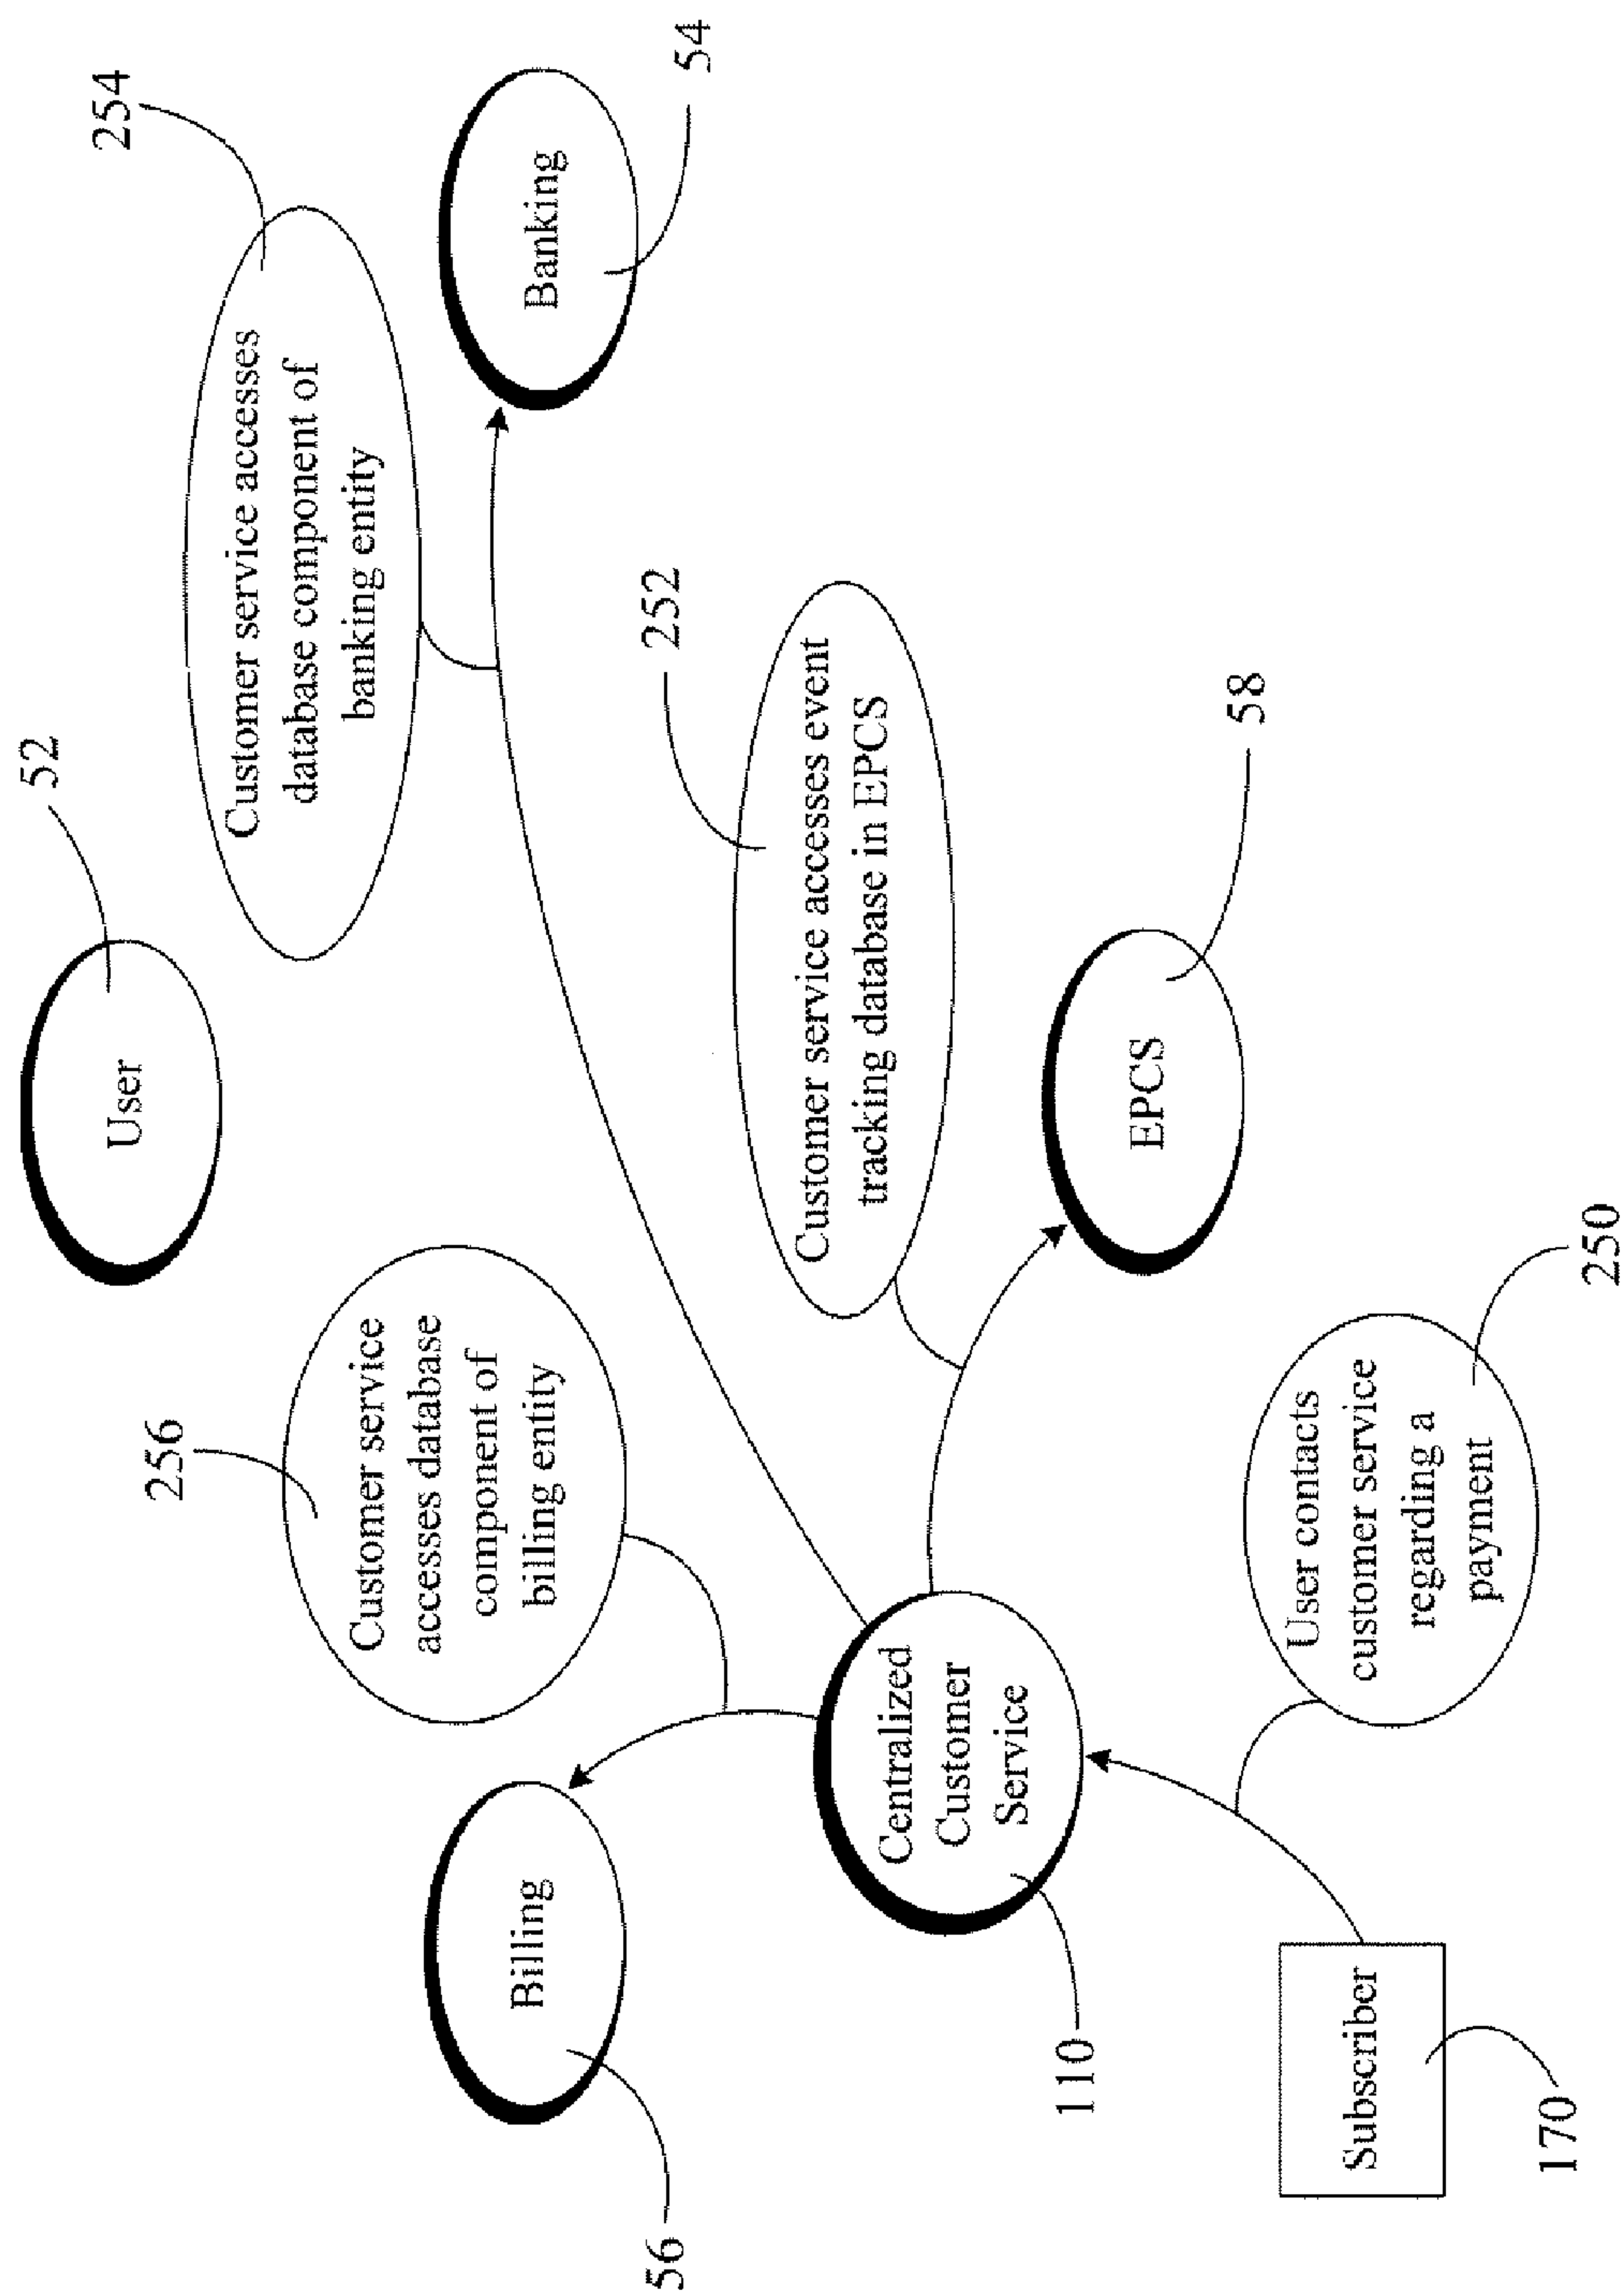 52
User
254
Customer service accesses
database component of
banking entity
Banking
54
256
Customer service
accesses database
component of
billing entity
Billing
56
252
Customer service accesses event
tracking database in EPCS
Centralized
Customer
Service
110
EPCS
58
User contacts
customer service
regarding a
payment
250
Subscriber
170